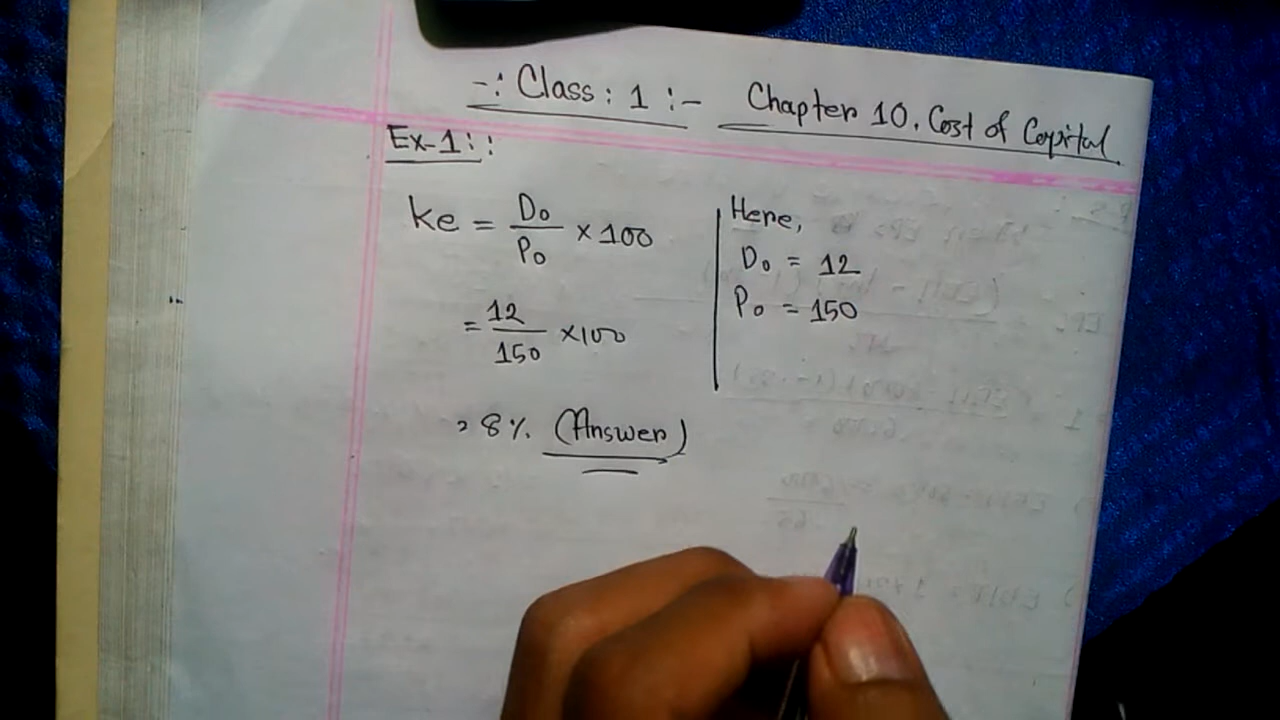 -: Class : 1 :- Chapter 10. Cost of Capital
Ex-1::
Ke = D₀/P₀ × 100
= 12/150 ×100
= 8% (Answer)
Here,
D₀ = 12
P₀ = 150